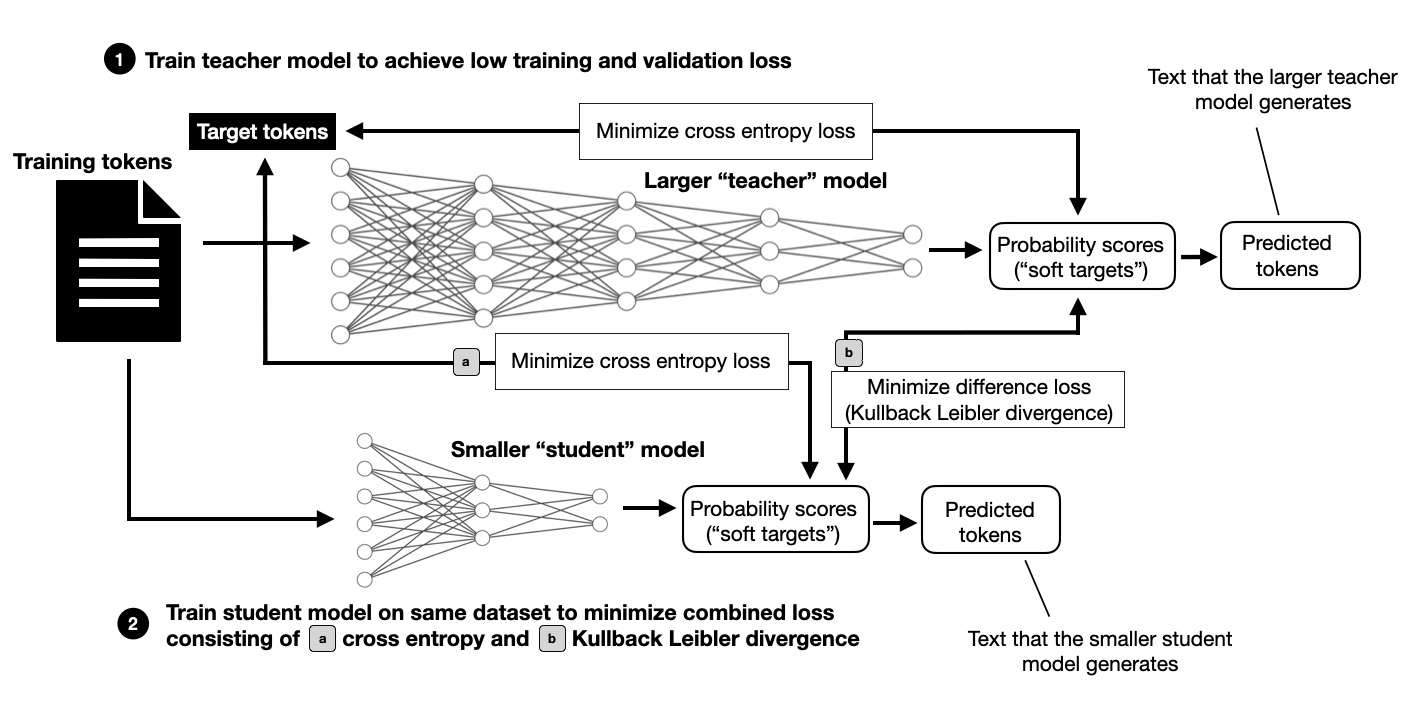 1 Train teacher model to achieve low training and validation loss
Text that the larger teacher
model generates
Target tokens
Minimize cross entropy loss
Training tokens
Larger “teacher” model
Probability scores
(“soft targets”)
Predicted
tokens
a
Minimize cross entropy loss
b
Minimize difference loss
(Kullback Leibler divergence)
Smaller “student” model
Probability scores
(“soft targets”)
Predicted
tokens
2 Train student model on same dataset to minimize combined loss
consisting of a cross entropy and b Kullback Leibler divergence
Text that the smaller student
model generates